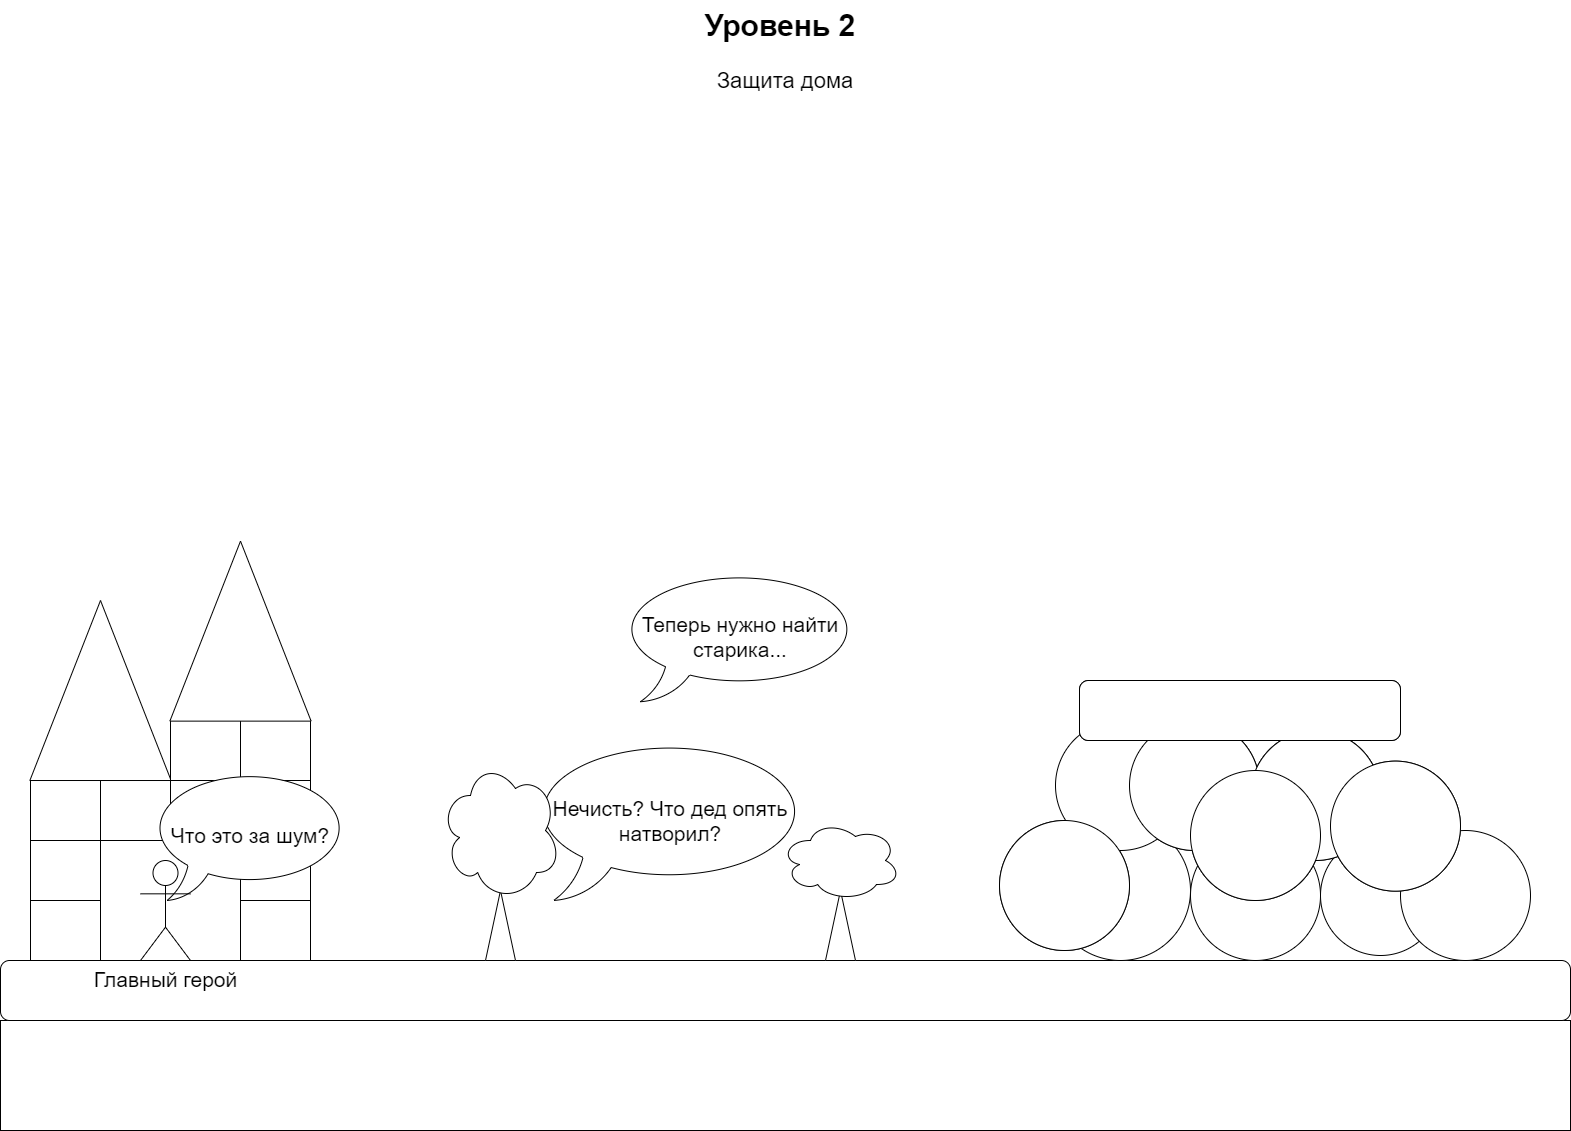 Уровень 2
Защита дома
Теперь нужно найти
старика...
Нечисть? Что дед опять
натворил?
Что это за шум?
Главный герой